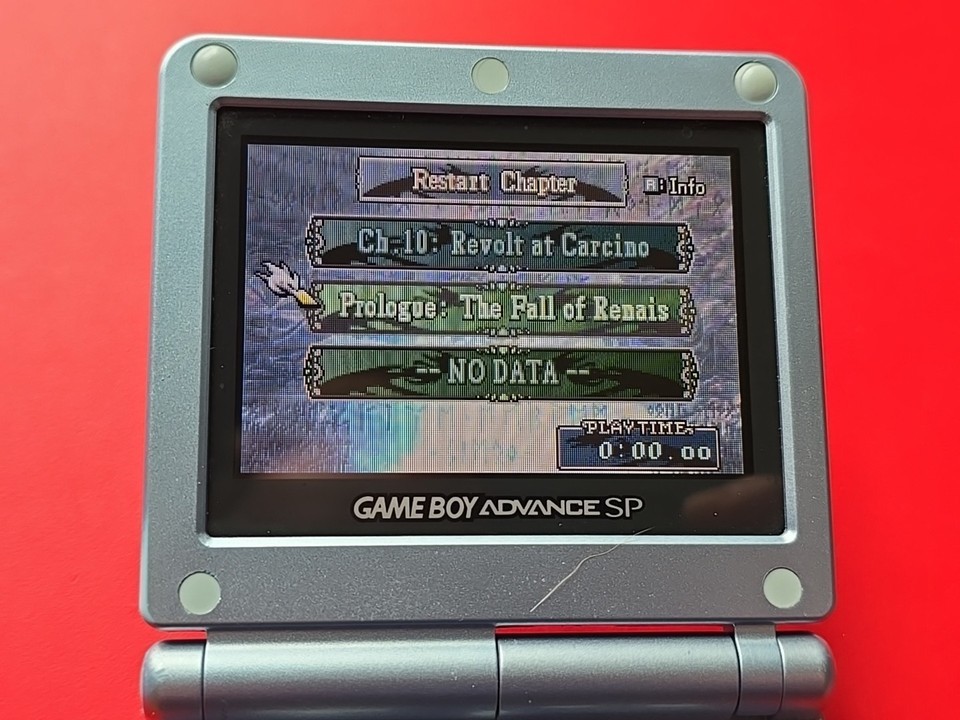 Restart Chapter
R: Info
Ch.10: Revolt at Carcino
Prologue: The Fall of Renais
-- NO DATA --
PLAY TIME
0:00.00
GAME BOY ADVANCE SP